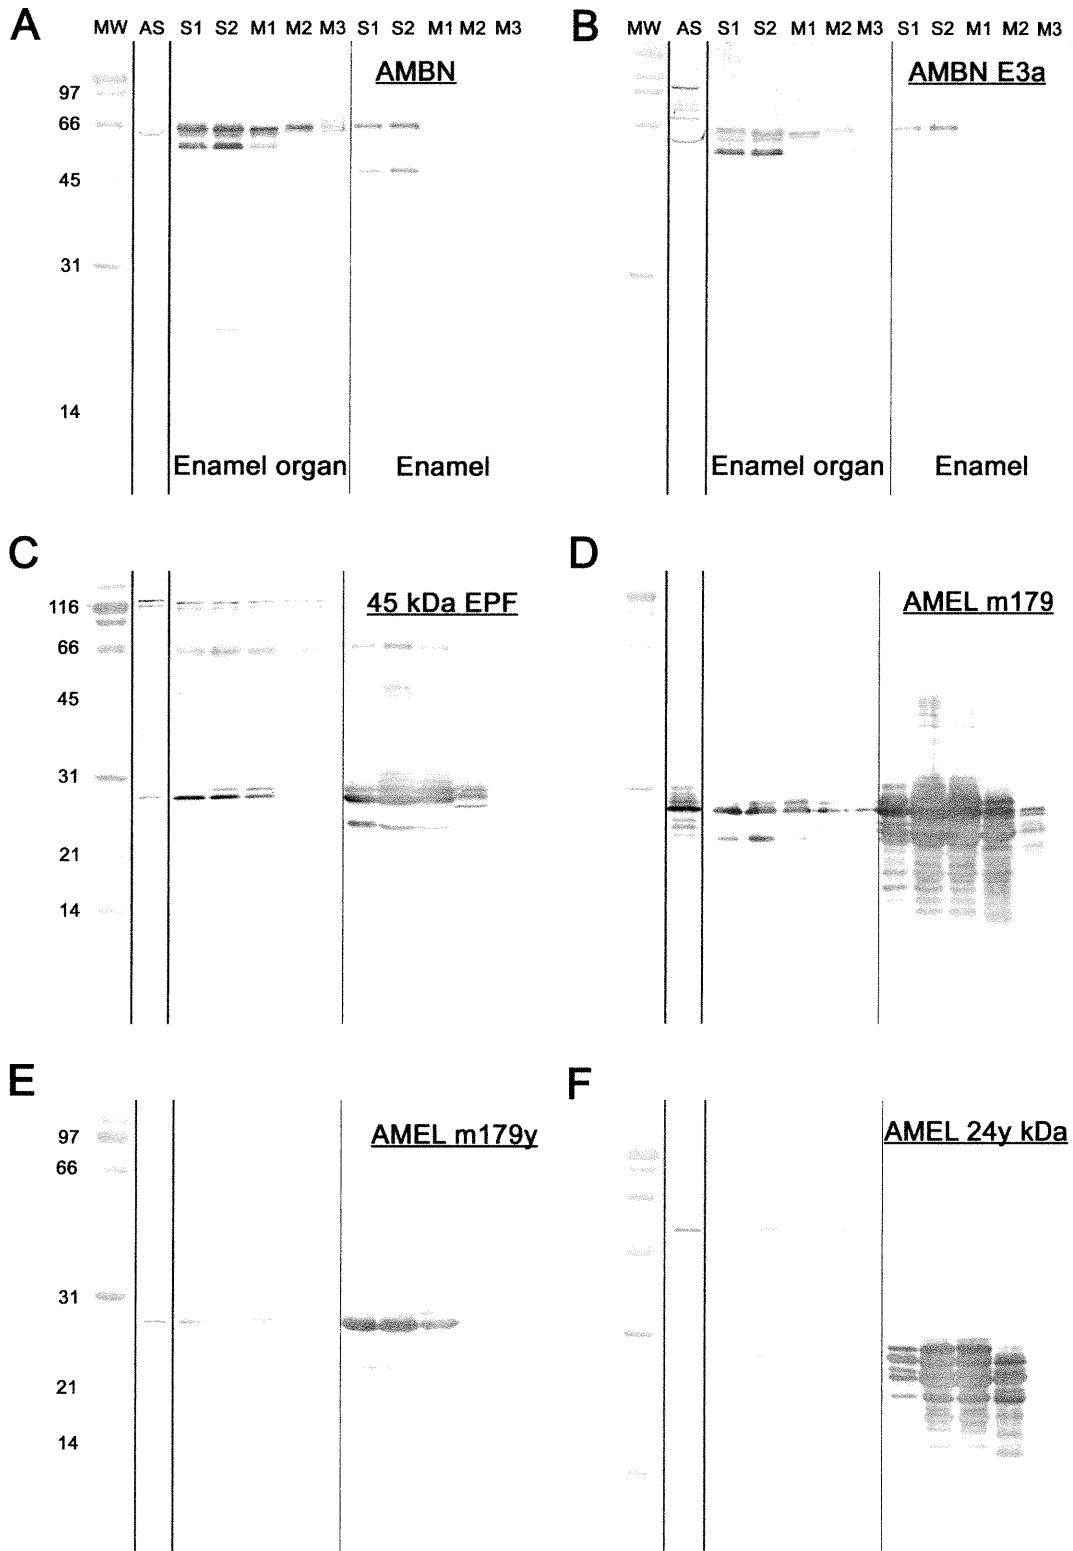 A B
MW AS S1 S2 M1 M2 M3 S1 S2 M1 M2 M3
MW AS S1 S2 M1 M2 M3 S1 S2 M1 M2 M3
AMBN
AMBN E3a
97
66
45
31
14
Enamel organ Enamel
Enamel organ Enamel
C D
45 kDa EPF
AMEL m179
116
66
45
31
21
14
E F
AMEL m179y
AMEL 24y kDa
97
66
31
21
14